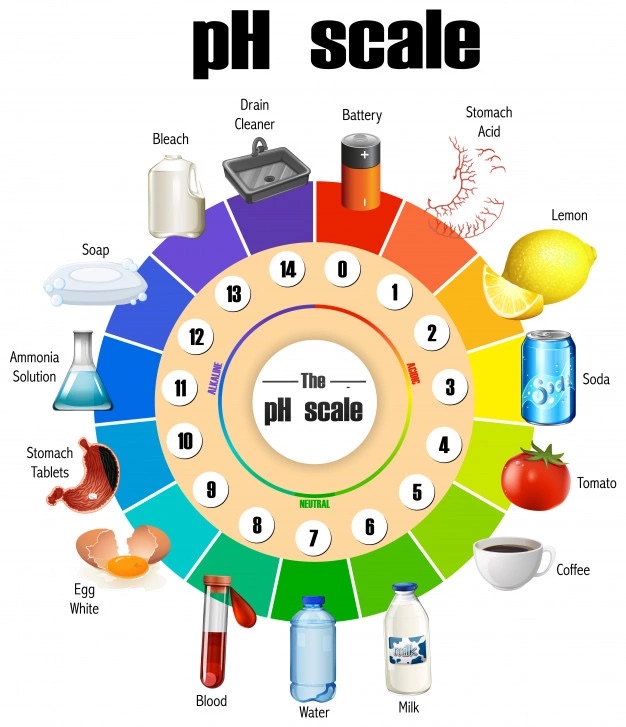 pH scale
Drain
Cleaner
Battery
Stomach
Acid
Bleach
Lemon
Soap
Soda
Ammonia
Solution
Stomach
Tablets
Tomato
Egg
White
Coffee
Blood
Water
Milk
14
0
13
1
12
2
11
3
10
4
9
5
8
6
7
ALKALINE
ACIDIC
NEUTRAL
The
pH scale
+
Soda
Milk